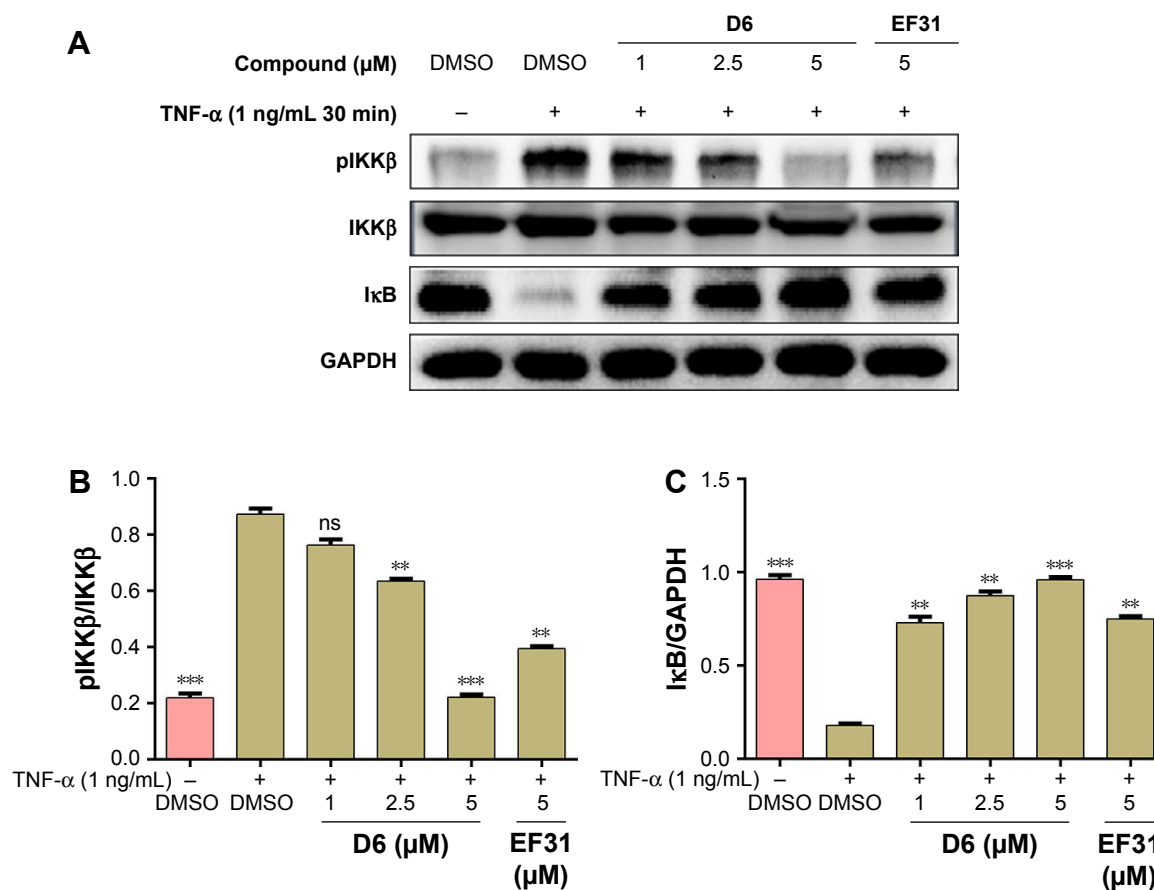 A
D6 EF31
Compound (µM) DMSO DMSO 1 2.5 5 5
TNF-α (1 ng/mL 30 min) – + + + + +
pIKKβ
IKKβ
IκB
GAPDH
B
pIKKβ/IKKβ
1.0
0.8
0.6
0.4
0.2
0.0
*** ns ** *** **
TNF-α (1 ng/mL) – + + + + +
DMSO DMSO 1 2.5 5 5
D6 (µM) EF31
(µM)
C
IκB/GAPDH
1.5
1.0
0.5
0.0
*** ** ** *** **
TNF-α (1 ng/mL) – + + + + +
DMSO DMSO 1 2.5 5 5
D6 (µM) EF31
(µM)